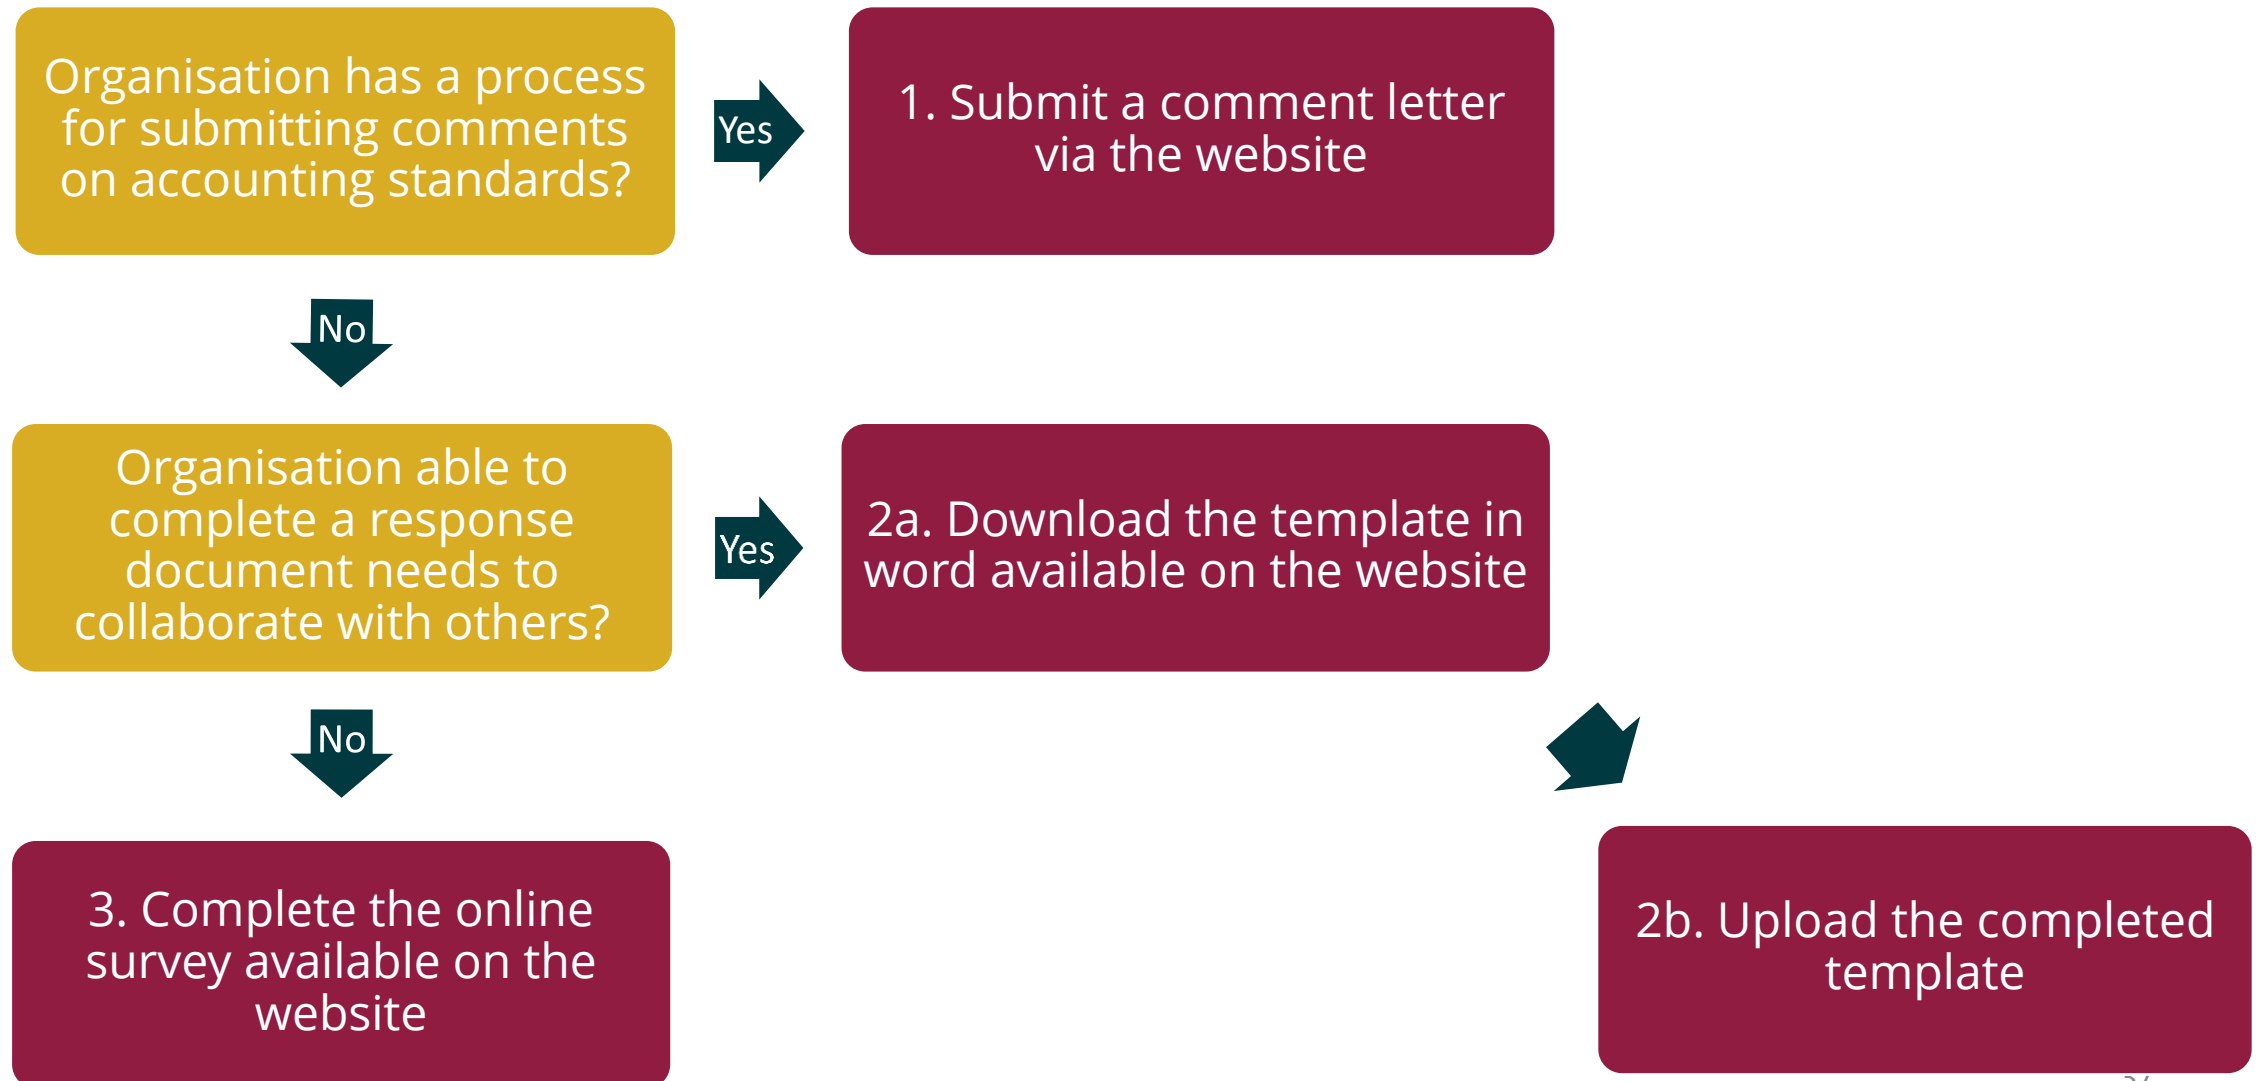 Organisation has a process
for submitting comments
on accounting standards?
Yes
1. Submit a comment letter
via the website
No
Organisation able to
complete a response
document needs to
collaborate with others?
Yes
2a. Download the template in
word available on the website
No
3. Complete the online
survey available on the
website
2b. Upload the completed
template